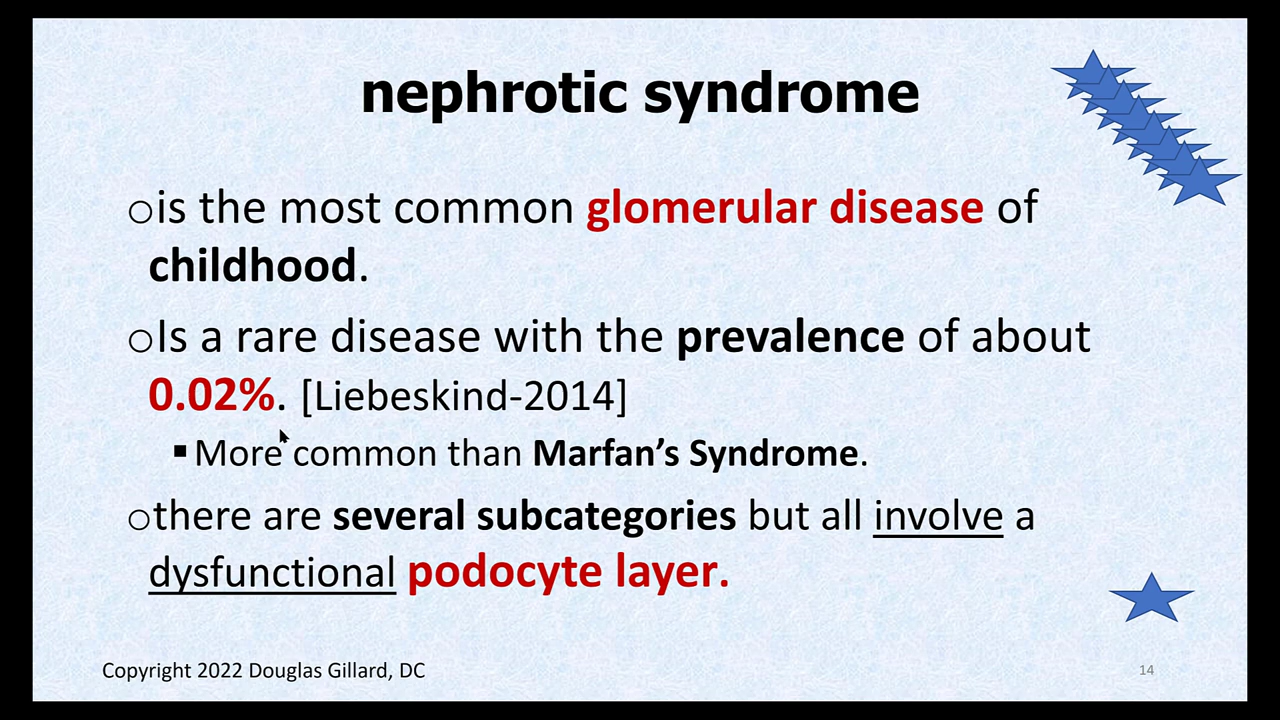 nephrotic syndrome
○is the most common glomerular disease of
childhood.
○Is a rare disease with the prevalence of about
0.02%. [Liebeskind-2014]
▪More common than Marfan’s Syndrome.
○there are several subcategories but all involve a
dysfunctional podocyte layer.
Copyright 2022 Douglas Gillard, DC
14